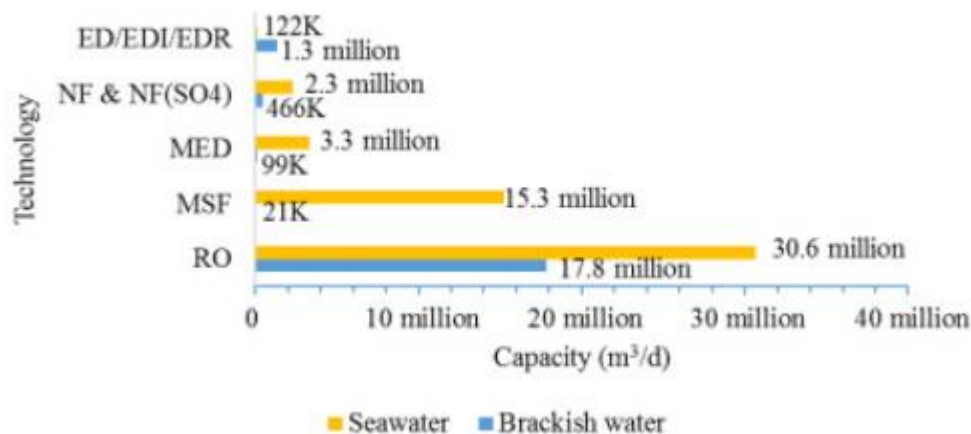 122K
ED/EDI/EDR
1.3 million
2.3 million
NF & NF(SO4)
466K
3.3 million
MED
99K
15.3 million
MSF
21K
30.6 million
RO
17.8 million
Technology
0 10 million 20 million 30 million 40 million
Capacity (m³/d)
Seawater Brackish water